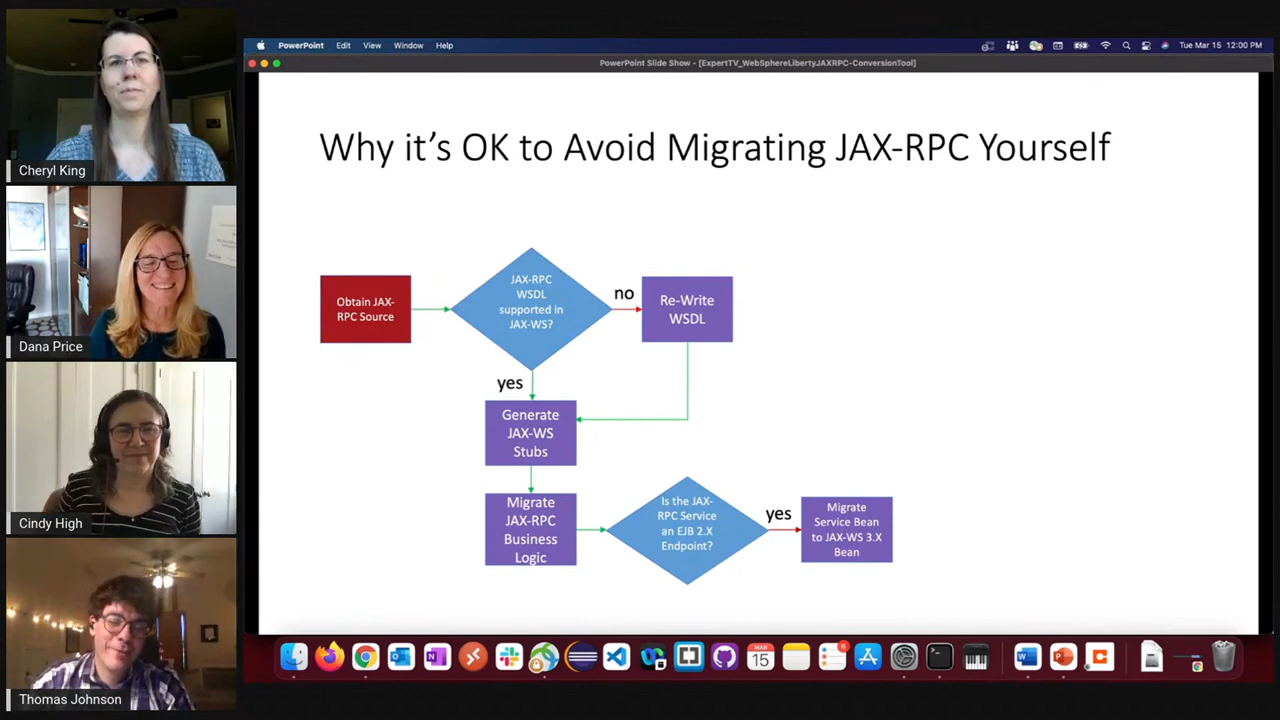 PowerPoint Edit View Window Help
Tue Mar 15 12:00 PM
PowerPoint Slide Show - [ExpertTV_WebSphereLibertyJAXRPC-ConversionTool]
Why it's OK to Avoid Migrating JAX-RPC Yourself
Obtain JAX-
RPC Source
JAX-RPC
WSDL
supported in
JAX-WS?
no
Re-Write
WSDL
yes
Generate
JAX-WS
Stubs
Migrate
JAX-RPC
Business
Logic
Is the JAX-
RPC Service
an EJB 2.X
Endpoint?
yes
Migrate
Service Bean
to JAX-WS 3.X
Bean
Cheryl King
Dana Price
Cindy High
Thomas Johnson
MAR
15